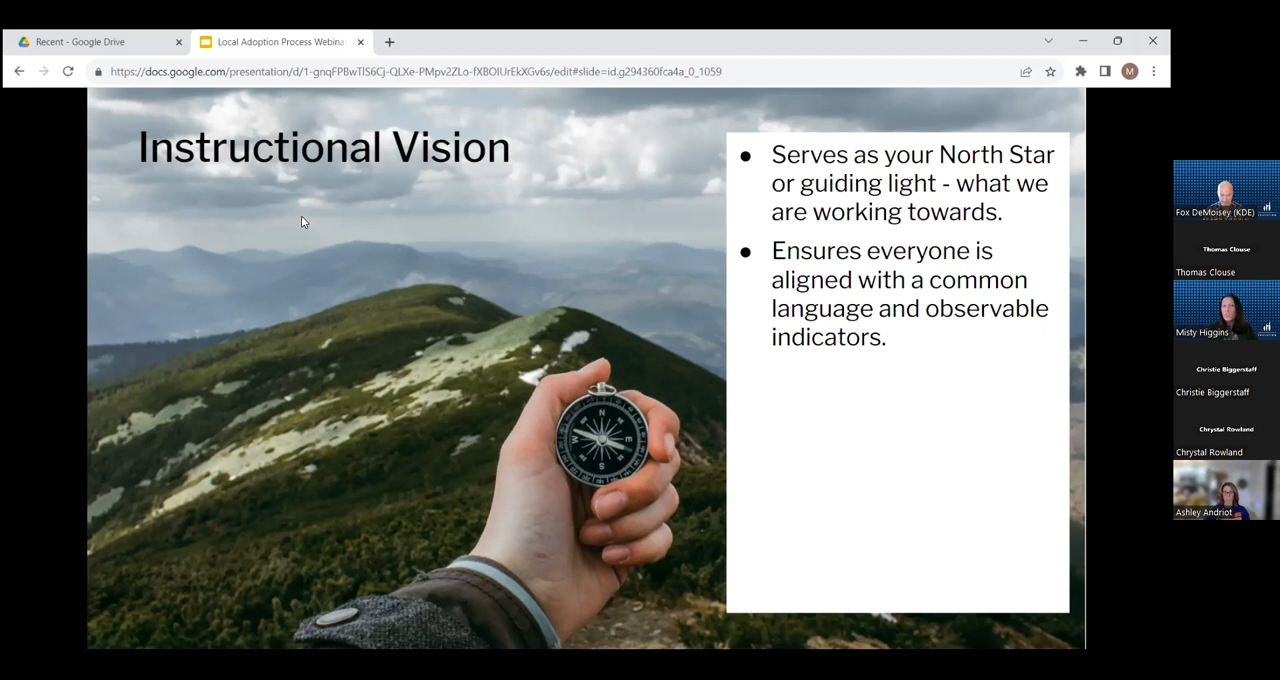 Recent - Google Drive
Local Adoption Process Webina
https://docs.google.com/presentation/d/1-gnqFPBwTlS6Cj-QLXe-PMpv2ZLo-fXBOIUrEkXGv6s/edit#slide=id.g294360fca4a_0_1059
M
Instructional Vision
● Serves as your North Star
or guiding light - what we
are working towards.
● Ensures everyone is
aligned with a common
language and observable
indicators.
N
E
S
W
Fox DeMoisey (KDE)
Thomas Clouse
Thomas Clouse
Misty Higgins
Christie Biggerstaff
Christie Biggerstaff
Chrystal Rowland
Chrystal Rowland
Ashley Andriot